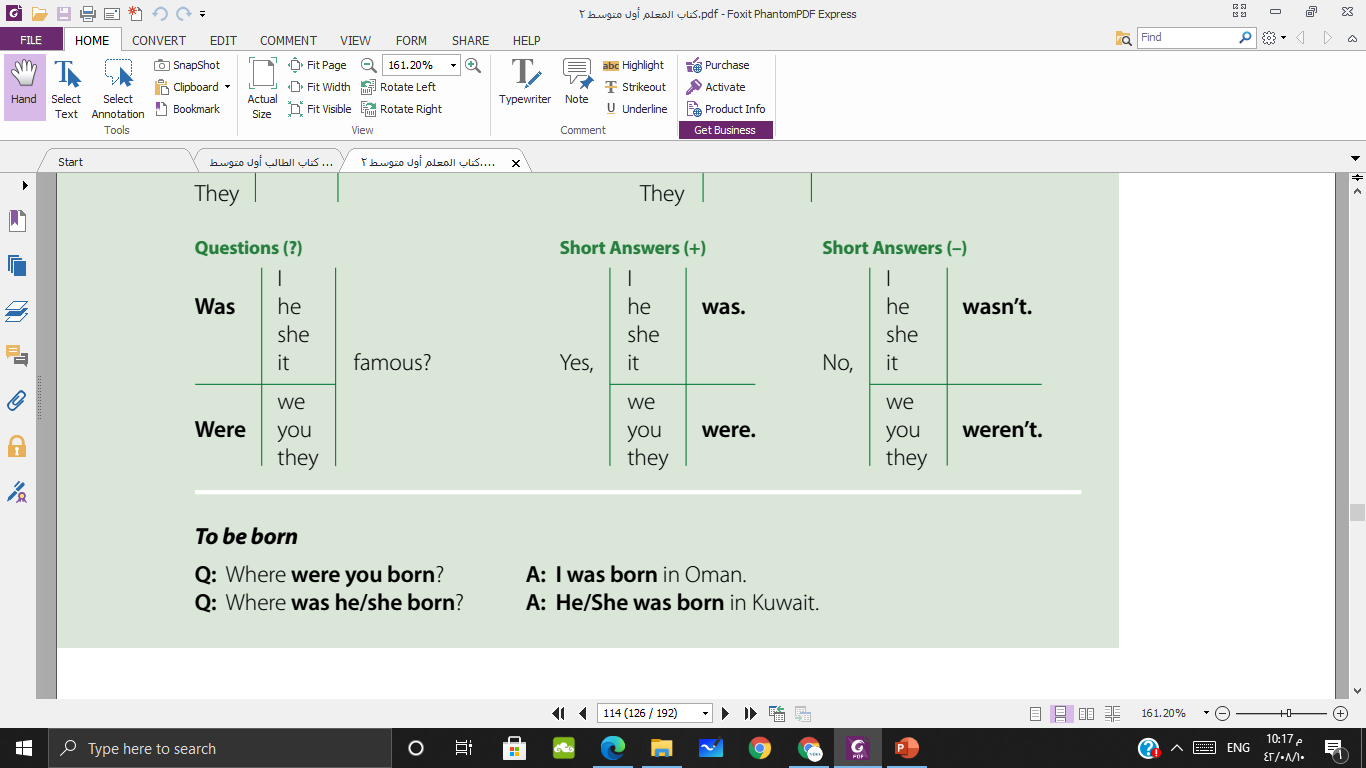 كتاب المعلم أول متوسط ٢.pdf - Foxit PhantomPDF Express
FILE HOME CONVERT EDIT COMMENT VIEW FORM SHARE HELP
Find
Hand
Select Text
Select Annotation
SnapShot
Clipboard
Bookmark
Tools
Actual Size
Fit Page
Fit Width
Fit Visible
161.20%
Rotate Left
Rotate Right
View
Typewriter
Note
Highlight
Strikeout
Underline
Comment
Purchase
Activate
Product Info
Get Business
Start
كتاب الطالب أول متوسط ...
كتاب المعلم أول متوسط ٢....
They They
Questions (?) Short Answers (+) Short Answers (–)
I I I
Was he he was. he wasn't.
she she she
it famous? Yes, it No, it
we we we
Were you you were. you weren't.
they they they
To be born
Q: Where were you born? A: I was born in Oman.
Q: Where was he/she born? A: He/She was born in Kuwait.
114 (126 / 192)
161.20%
Type here to search
ENG
10:17 م
٤٢/٠٨/١٠